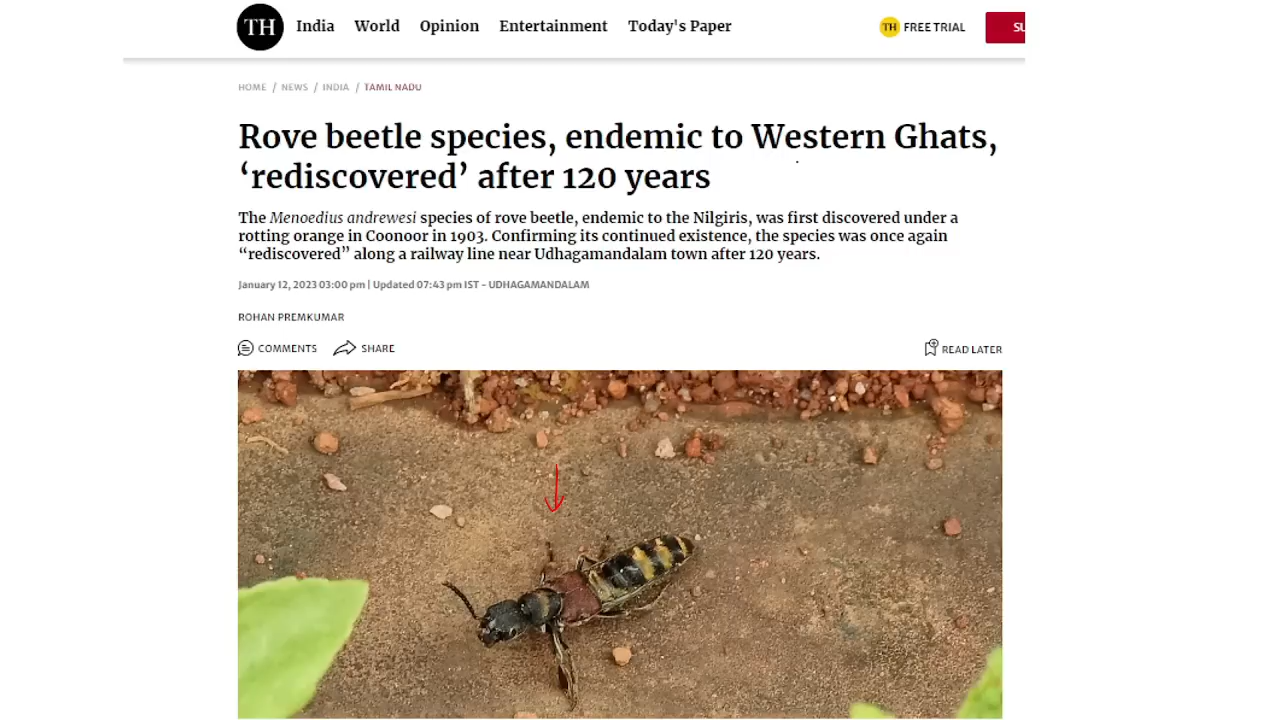 TH India World Opinion Entertainment Today's Paper TH FREE TRIAL
HOME / NEWS / INDIA / TAMIL NADU
Rove beetle species, endemic to Western Ghats,
‘rediscovered’ after 120 years
The Menoedius andrewesi species of rove beetle, endemic to the Nilgiris, was first discovered under a
rotting orange in Coonoor in 1903. Confirming its continued existence, the species was once again
“rediscovered” along a railway line near Udhagamandalam town after 120 years.
January 12, 2023 03:00 pm | Updated 07:43 pm IST - UDHAGAMANDALAM
ROHAN PREMKUMAR
COMMENTS SHARE READ LATER